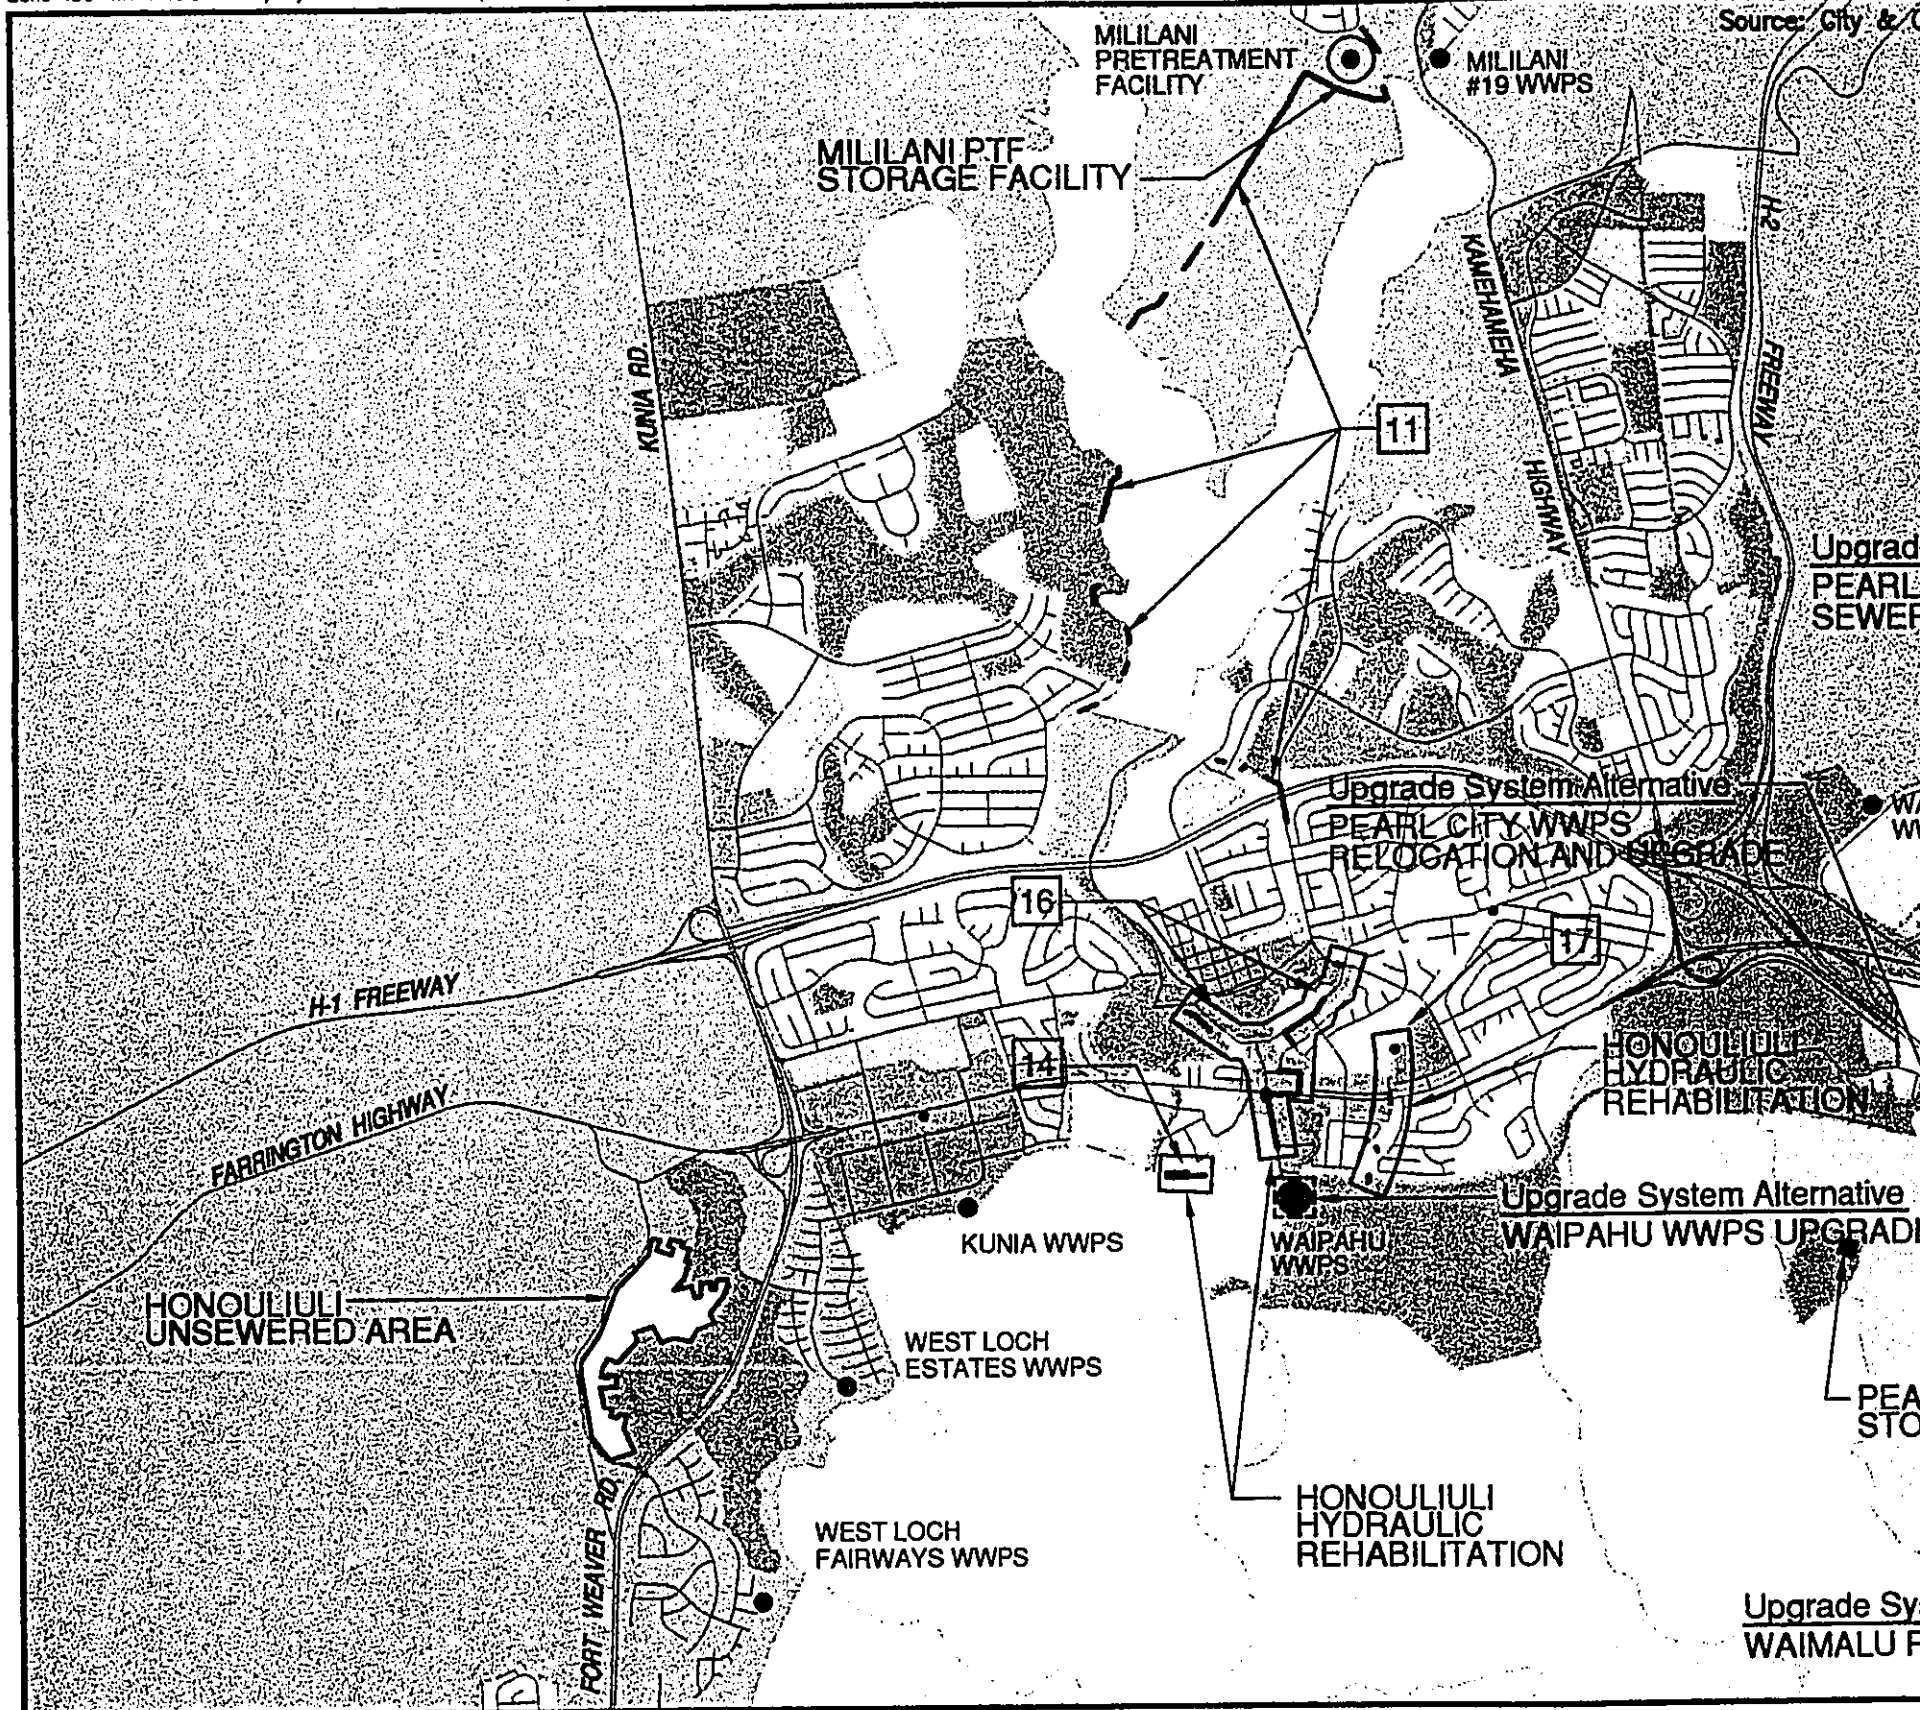 Source: City &
MILILANI
PRETREATMENT
FACILITY
MILILANI
#19 WWPS
MILILANI PTF
STORAGE FACILITY
H-2
FREEWAY
KAMEHAMEHA
HIGHWAY
KUNIA RD.
11
Upgrad
PEARL
SEWER
Upgrade System Alternative
PEARL CITY WWPS
RELOCATION AND UPGRADE
WA
WW
16
17
H-1 FREEWAY
14
HONOULIULI
HYDRAULIC
REHABILITATION
FARRINGTON HIGHWAY
Upgrade System Alternative
WAIPAHU WWPS UPGRADE
KUNIA WWPS
WAIPAHU
WWPS
HONOULIULI
UNSEWERED AREA
WEST LOCH
ESTATES WWPS
PEA
STO
HONOULIULI
HYDRAULIC
REHABILITATION
WEST LOCH
FAIRWAYS WWPS
FORT WEAVER RD.
Upgrade Sy
WAIMALU